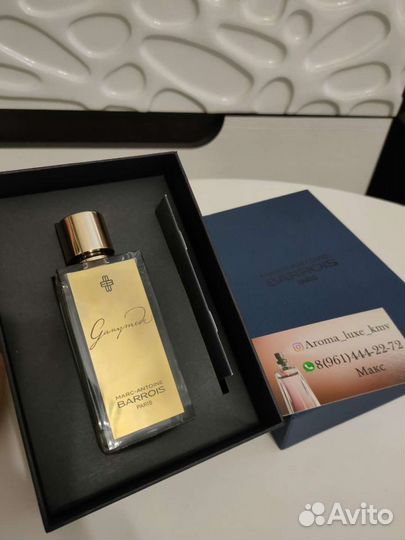 Ganymede
MARC-ANTOINE
BARROIS
PARIS
MARC-ANTOINE
BARROIS
PARIS
Aroma_luxe_kmv
8(961)444-22-72
Макс
Avito